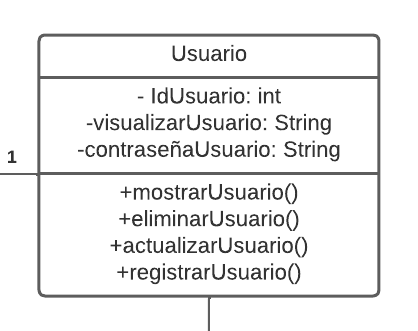 Usuario
- IdUsuario: int
-visualizarUsuario: String
-contraseñaUsuario: String
1
+mostrarUsuario()
+eliminarUsuario()
+actualizarUsuario()
+registrarUsuario()